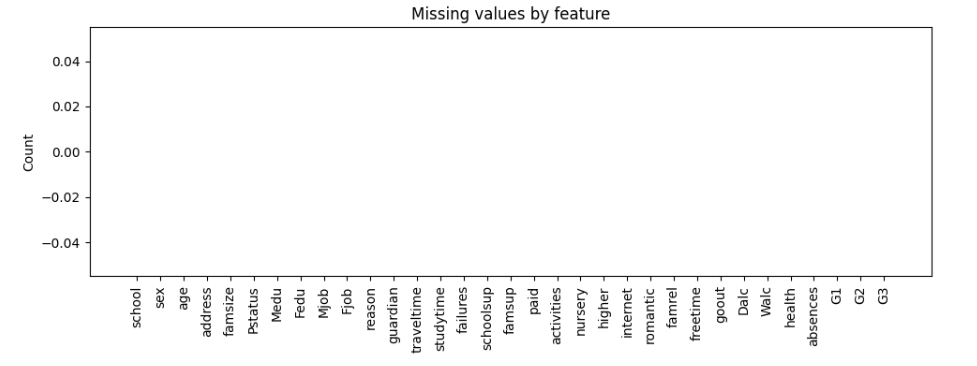 Missing values by feature
0.04
0.02
0.00
−0.02
−0.04
Count
school
sex
age
address
famsize
Pstatus
Medu
Fedu
Mjob
Fjob
reason
guardian
traveltime
studytime
failures
schoolsup
famsup
paid
activities
nursery
higher
internet
romantic
famrel
freetime
goout
Dalc
Walc
health
absences
G1
G2
G3